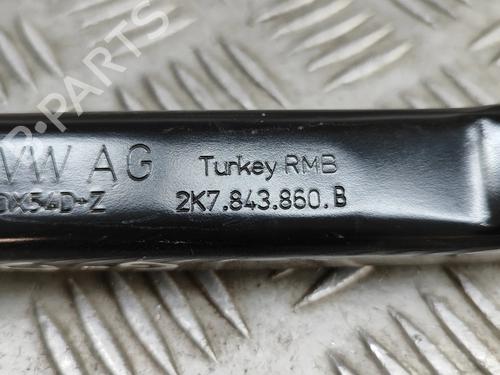 VW AG
Turkey RMB
DX54D+Z
2K7.843.860.B